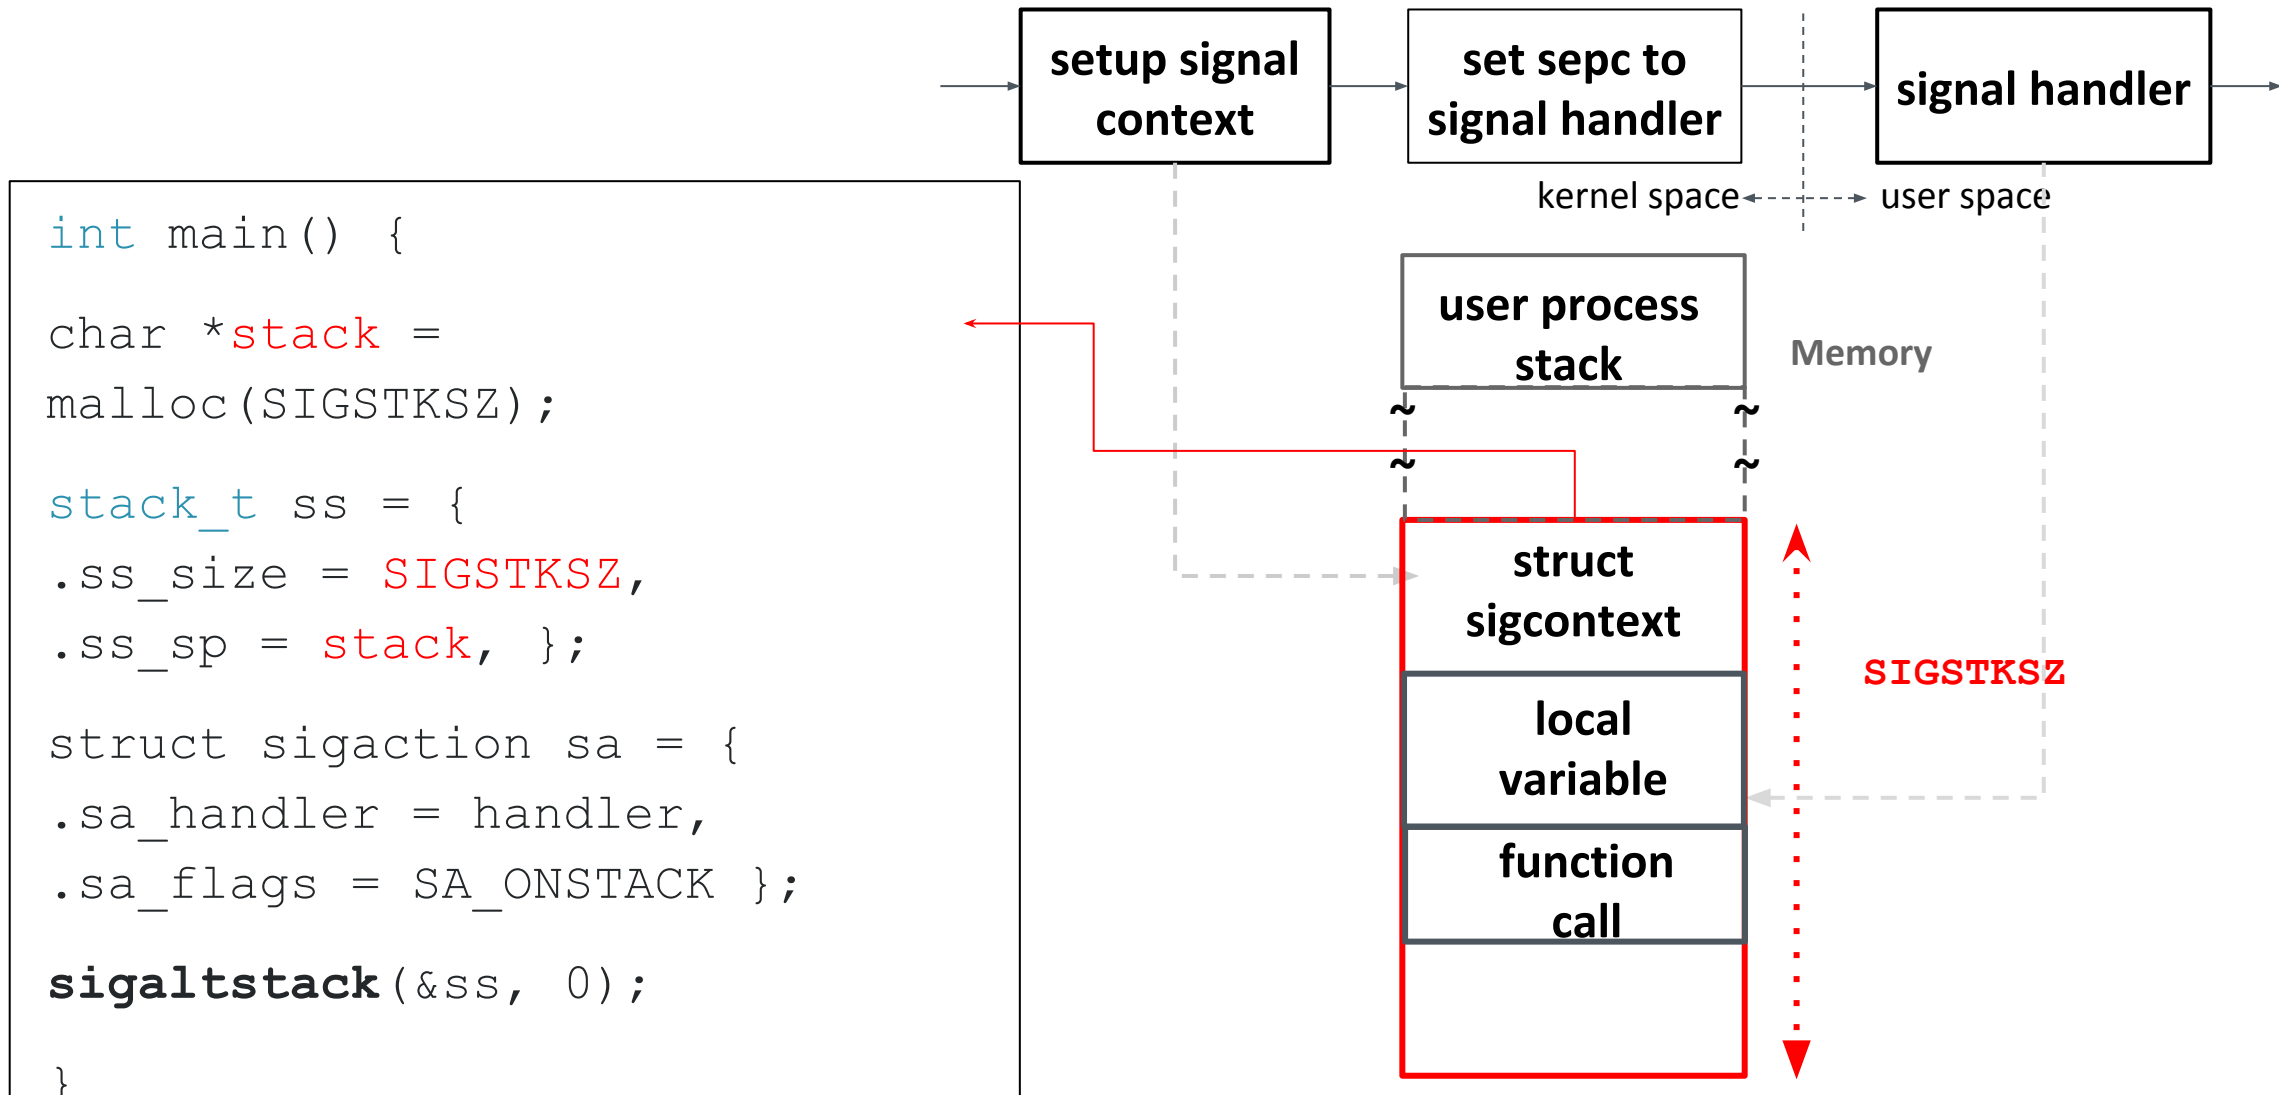 setup signal
context
set sepc to
signal handler
signal handler
kernel space
user space
int main() {
char *stack =
malloc(SIGSTKSZ);
stack_t ss = {
.ss_size = SIGSTKSZ,
.ss_sp = stack, };
struct sigaction sa = {
.sa_handler = handler,
.sa_flags = SA_ONSTACK };
sigaltstack(&ss, 0);
}
user process
stack
Memory
~ ~
~ ~
struct
sigcontext
SIGSTKSZ
local
variable
function
call